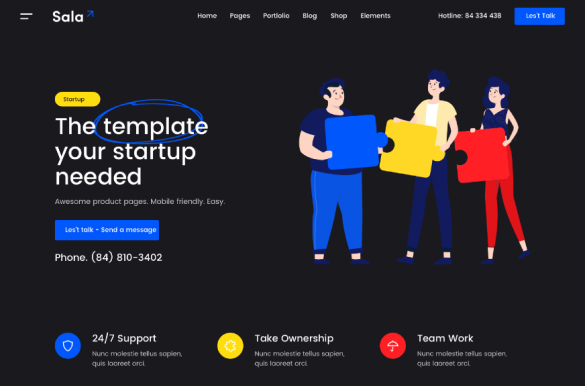 Sala
Home Pages Portfolio Blog Shop Elements
Hotline: 84 334 438
Les't Talk
Startup
The template
your startup
needed
Awesome product pages. Mobile friendly. Easy.
Les't talk - Send a message
Phone. (84) 810-3402
24/7 Support
Nunc molestie tellus sapien,
quis laoreet orci.
Take Ownership
Nunc molestie tellus sapien,
quis laoreet orci.
Team Work
Nunc molestie tellus sapien,
quis laoreet orci.